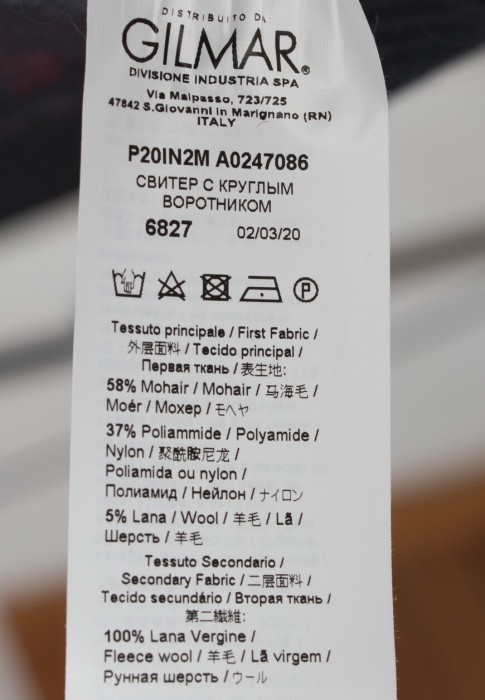 DISTRIBUITO DA:
GILMAR®
DIVISIONE INDUSTRIA SPA
Via Malpasso, 723/725
47842 S.Giovanni in Marignano (RN)
ITALY
P20IN2M A0247086
СВИТЕР С КРУГЛЫМ
ВОРОТНИКОМ
6827 02/03/20
P
Tessuto principale / First Fabric /
外层面料 / Tecido principal /
Первая ткань / 表生地:
58% Mohair / Mohair / 马海毛 /
Moér / Мохер / モヘヤ
37% Poliammide / Polyamide /
Nylon / 聚酰胺尼龙 /
Poliamida ou nylon /
Полиамид / Нейлон / ナイロン
5% Lana / Wool / 羊毛 / Lã /
Шерсть / 羊毛
Tessuto Secondario /
Secondary Fabric / 二层面料 /
Tecido secundário / Вторая ткань /
第二繊維:
100% Lana Vergine /
Fleece wool / 羊毛 / Lã virgem /
Рунная шерсть / ウール